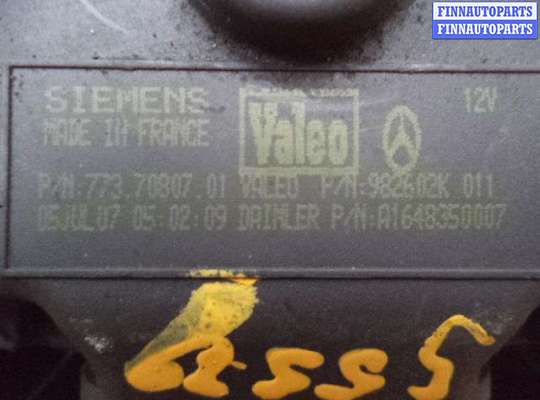 FINNAUTOPARTS
FINNAUTOPARTS
SIEMENS Valeo 12V
MADE IN FRANCE
P/N:773.70807.01 VALEO P/N:982602K 011
05JUL07 05:02:09 DAIMLER P/N:A1648350007